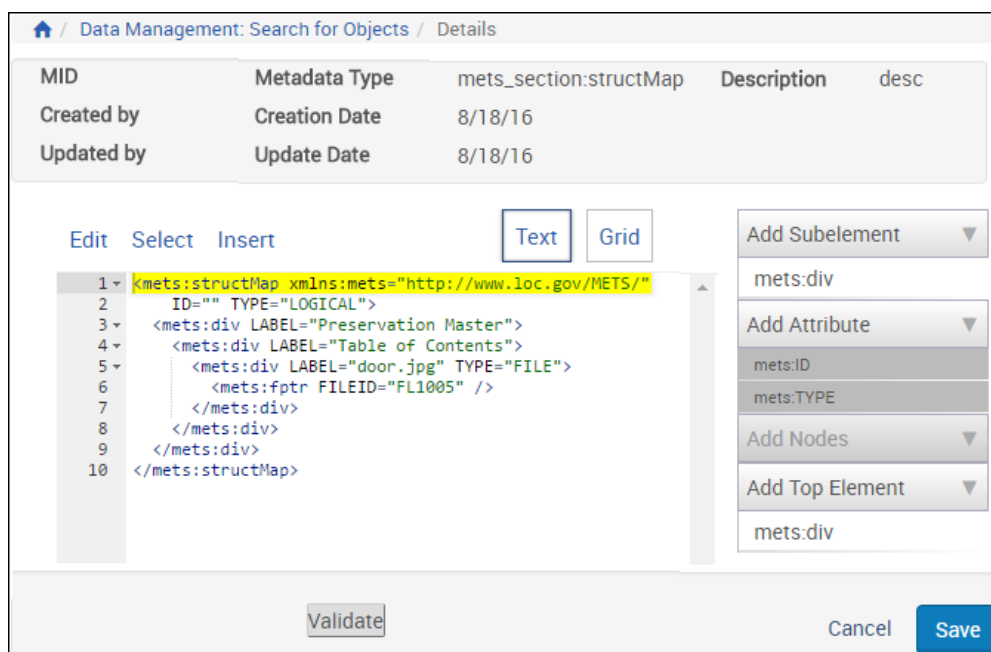 / Data Management: Search for Objects / Details
MID Metadata Type mets_section:structMap Description desc
Created by Creation Date 8/18/16
Updated by Update Date 8/18/16
Edit Select Insert Text Grid
1 <mets:structMap xmlns:mets="http://www.loc.gov/METS/"
2 ID="" TYPE="LOGICAL">
3 <mets:div LABEL="Preservation Master">
4 <mets:div LABEL="Table of Contents">
5 <mets:div LABEL="door.jpg" TYPE="FILE">
6 <mets:fptr FILEID="FL1005" />
7 </mets:div>
8 </mets:div>
9 </mets:div>
10 </mets:structMap>
Add Subelement
mets:div
Add Attribute
mets:ID
mets:TYPE
Add Nodes
Add Top Element
mets:div
Validate
Cancel Save